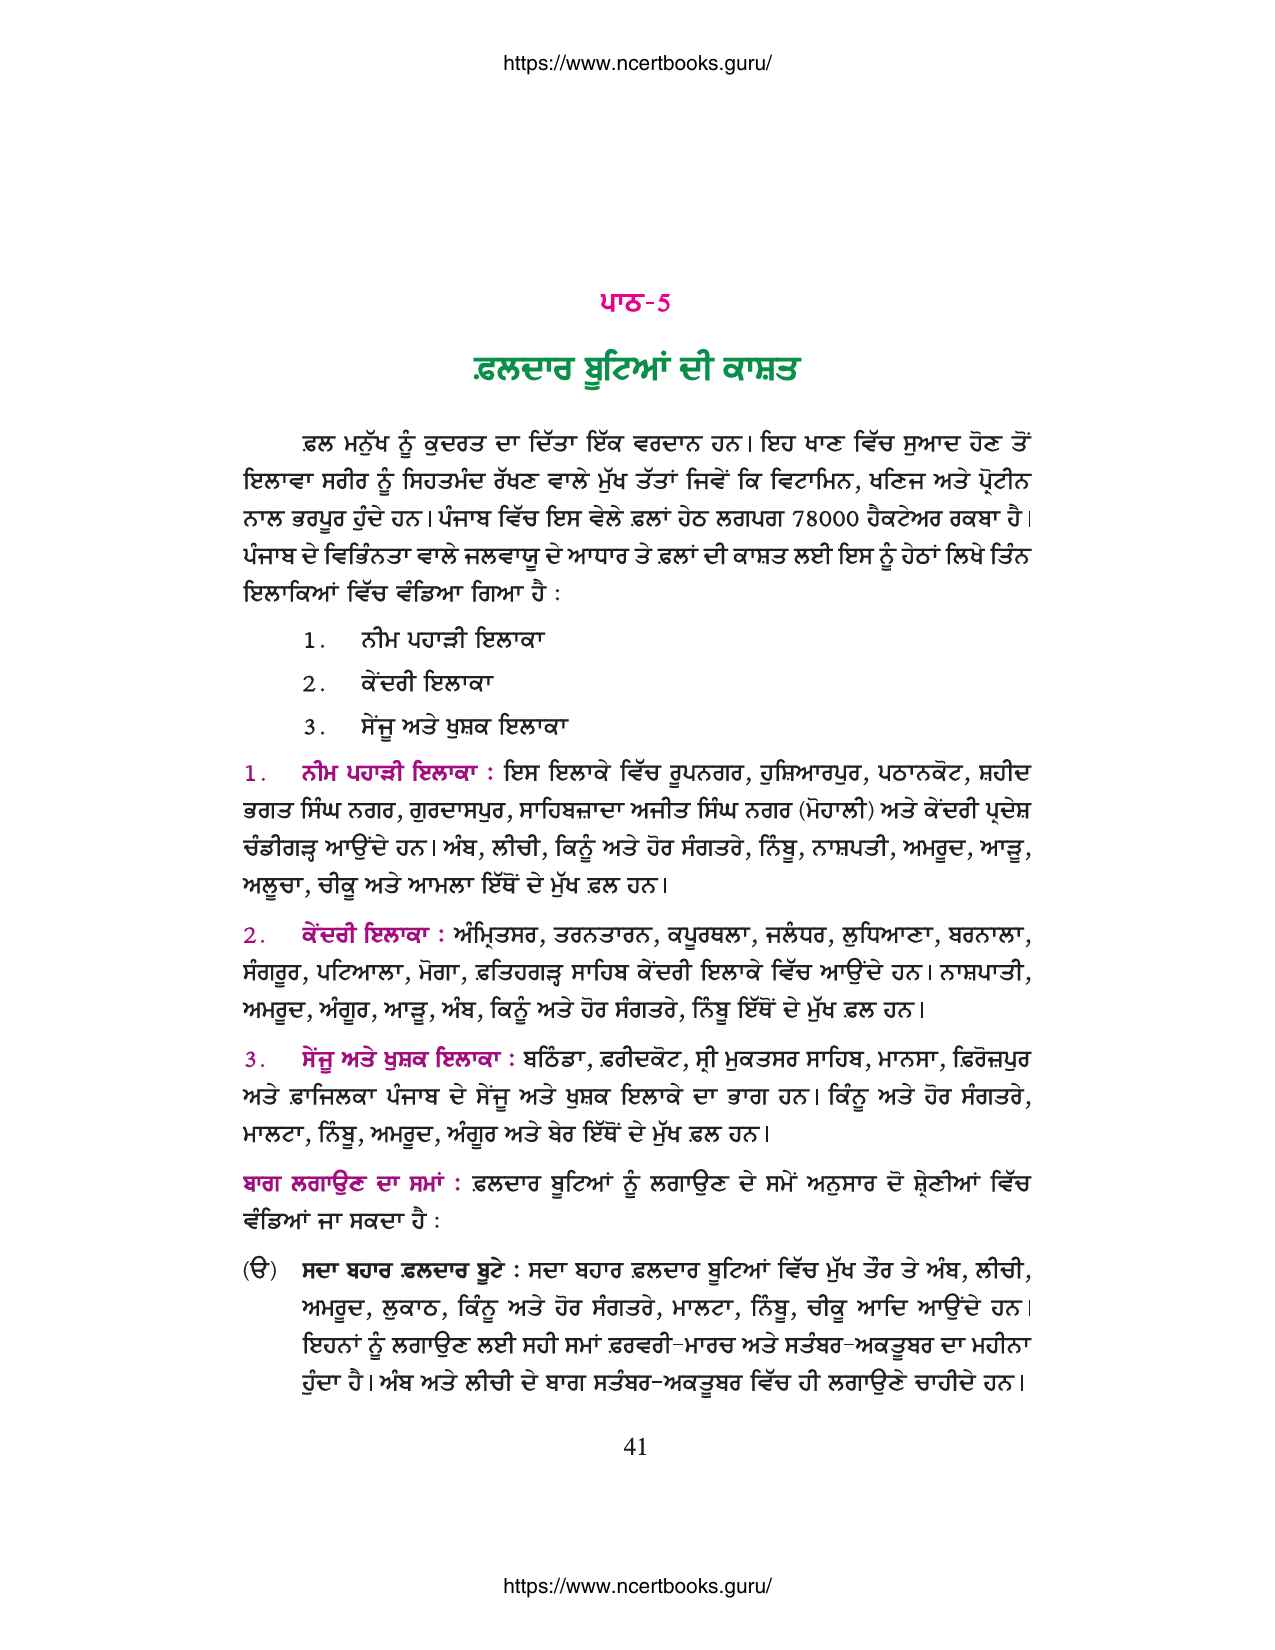 https://www.ncertbooks.guru/
ਪਾਠ-5
ਫ਼ਲਦਾਰ ਬੂਟਿਆਂ ਦੀ ਕਾਸ਼ਤ
ਫ਼ਲ ਮਨੁੱਖ ਨੂੰ ਕੁਦਰਤ ਦਾ ਦਿੱਤਾ ਇੱਕ ਵਰਦਾਨ ਹਨ। ਇਹ ਖਾਣ ਵਿੱਚ ਸੁਆਦ ਹੋਣ ਤੋਂ
ਇਲਾਵਾ ਸਰੀਰ ਨੂੰ ਸਿਹਤਮੰਦ ਰੱਖਣ ਵਾਲੇ ਮੁੱਖ ਤੱਤਾਂ ਜਿਵੇਂ ਕਿ ਵਿਟਾਮਿਨ, ਖਣਿਜ ਅਤੇ ਪ੍ਰੋਟੀਨ
ਨਾਲ ਭਰਪੂਰ ਹੁੰਦੇ ਹਨ। ਪੰਜਾਬ ਵਿੱਚ ਇਸ ਵੇਲੇ ਫ਼ਲਾਂ ਹੇਠ ਲਗਪਗ 78000 ਹੈਕਟੇਅਰ ਰਕਬਾ ਹੈ।
ਪੰਜਾਬ ਦੇ ਵਿਭਿੰਨਤਾ ਵਾਲੇ ਜਲਵਾਯੂ ਦੇ ਆਧਾਰ ਤੇ ਫ਼ਲਾਂ ਦੀ ਕਾਸ਼ਤ ਲਈ ਇਸ ਨੂੰ ਹੇਠਾਂ ਲਿਖੇ ਤਿੰਨ
ਇਲਾਕਿਆਂ ਵਿੱਚ ਵੰਡਿਆ ਗਿਆ ਹੈ :
1. ਨੀਮ ਪਹਾੜੀ ਇਲਾਕਾ
2. ਕੇਂਦਰੀ ਇਲਾਕਾ
3. ਸੇਂਜੂ ਅਤੇ ਖੁਸ਼ਕ ਇਲਾਕਾ
1. ਨੀਮ ਪਹਾੜੀ ਇਲਾਕਾ : ਇਸ ਇਲਾਕੇ ਵਿੱਚ ਰੂਪਨਗਰ, ਹੁਸ਼ਿਆਰਪੁਰ, ਪਠਾਨਕੋਟ, ਸ਼ਹੀਦ
ਭਗਤ ਸਿੰਘ ਨਗਰ, ਗੁਰਦਾਸਪੁਰ, ਸਾਹਿਬਜ਼ਾਦਾ ਅਜੀਤ ਸਿੰਘ ਨਗਰ (ਮੋਹਾਲੀ) ਅਤੇ ਕੇਂਦਰੀ ਪ੍ਰਦੇਸ਼
ਚੰਡੀਗੜ੍ਹ ਆਉਂਦੇ ਹਨ। ਅੰਬ, ਲੀਚੀ, ਕਿਨੂੰ ਅਤੇ ਹੋਰ ਸੰਗਤਰੇ, ਨਿੰਬੂ, ਨਾਸ਼ਪਤੀ, ਅਮਰੂਦ, ਆੜੂ,
ਅਲੂਚਾ, ਚੀਕੂ ਅਤੇ ਆਮਲਾ ਇੱਥੋਂ ਦੇ ਮੁੱਖ ਫ਼ਲ ਹਨ।
2. ਕੇਂਦਰੀ ਇਲਾਕਾ : ਅੰਮ੍ਰਿਤਸਰ, ਤਰਨਤਾਰਨ, ਕਪੂਰਥਲਾ, ਜਲੰਧਰ, ਲੁਧਿਆਣਾ, ਬਰਨਾਲਾ,
ਸੰਗਰੂਰ, ਪਟਿਆਲਾ, ਮੋਗਾ, ਫ਼ਤਿਹਗੜ੍ਹ ਸਾਹਿਬ ਕੇਂਦਰੀ ਇਲਾਕੇ ਵਿੱਚ ਆਉਂਦੇ ਹਨ। ਨਾਸ਼ਪਾਤੀ,
ਅਮਰੂਦ, ਅੰਗੂਰ, ਆੜੂ, ਅੰਬ, ਕਿਨੂੰ ਅਤੇ ਹੋਰ ਸੰਗਤਰੇ, ਨਿੰਬੂ ਇੱਥੋਂ ਦੇ ਮੁੱਖ ਫ਼ਲ ਹਨ।
3. ਸੇਂਜੂ ਅਤੇ ਖੁਸ਼ਕ ਇਲਾਕਾ : ਬਠਿੰਡਾ, ਫ਼ਰੀਦਕੋਟ, ਸ੍ਰੀ ਮੁਕਤਸਰ ਸਾਹਿਬ, ਮਾਨਸਾ, ਫ਼ਿਰੋਜ਼ਪੁਰ
ਅਤੇ ਫ਼ਾਜਿਲਕਾ ਪੰਜਾਬ ਦੇ ਸੇਂਜੂ ਅਤੇ ਖੁਸ਼ਕ ਇਲਾਕੇ ਦਾ ਭਾਗ ਹਨ। ਕਿੰਨੂ ਅਤੇ ਹੋਰ ਸੰਗਤਰੇ,
ਮਾਲਟਾ, ਨਿੰਬੂ, ਅਮਰੂਦ, ਅੰਗੂਰ ਅਤੇ ਬੇਰ ਇੱਥੋਂ ਦੇ ਮੁੱਖ ਫ਼ਲ ਹਨ।
ਬਾਗ ਲਗਾਉਣ ਦਾ ਸਮਾਂ : ਫ਼ਲਦਾਰ ਬੂਟਿਆਂ ਨੂੰ ਲਗਾਉਣ ਦੇ ਸਮੇਂ ਅਨੁਸਾਰ ਦੋ ਸ਼੍ਰੇਣੀਆਂ ਵਿੱਚ
ਵੰਡਿਆਂ ਜਾ ਸਕਦਾ ਹੈ :
(ੳ) ਸਦਾ ਬਹਾਰ ਫ਼ਲਦਾਰ ਬੂਟੇ : ਸਦਾ ਬਹਾਰ ਫ਼ਲਦਾਰ ਬੂਟਿਆਂ ਵਿੱਚ ਮੁੱਖ ਤੌਰ ਤੇ ਅੰਬ, ਲੀਚੀ,
ਅਮਰੂਦ, ਲੁਕਾਠ, ਕਿੰਨੂ ਅਤੇ ਹੋਰ ਸੰਗਤਰੇ, ਮਾਲਟਾ, ਨਿੰਬੂ, ਚੀਕੂ ਆਦਿ ਆਉਂਦੇ ਹਨ।
ਇਹਨਾਂ ਨੂੰ ਲਗਾਉਣ ਲਈ ਸਹੀ ਸਮਾਂ ਫ਼ਰਵਰੀ-ਮਾਰਚ ਅਤੇ ਸਤੰਬਰ-ਅਕਤੂਬਰ ਦਾ ਮਹੀਨਾ
ਹੁੰਦਾ ਹੈ। ਅੰਬ ਅਤੇ ਲੀਚੀ ਦੇ ਬਾਗ ਸਤੰਬਰ-ਅਕਤੂਬਰ ਵਿੱਚ ਹੀ ਲਗਾਉਣੇ ਚਾਹੀਦੇ ਹਨ।
41
https://www.ncertbooks.guru/